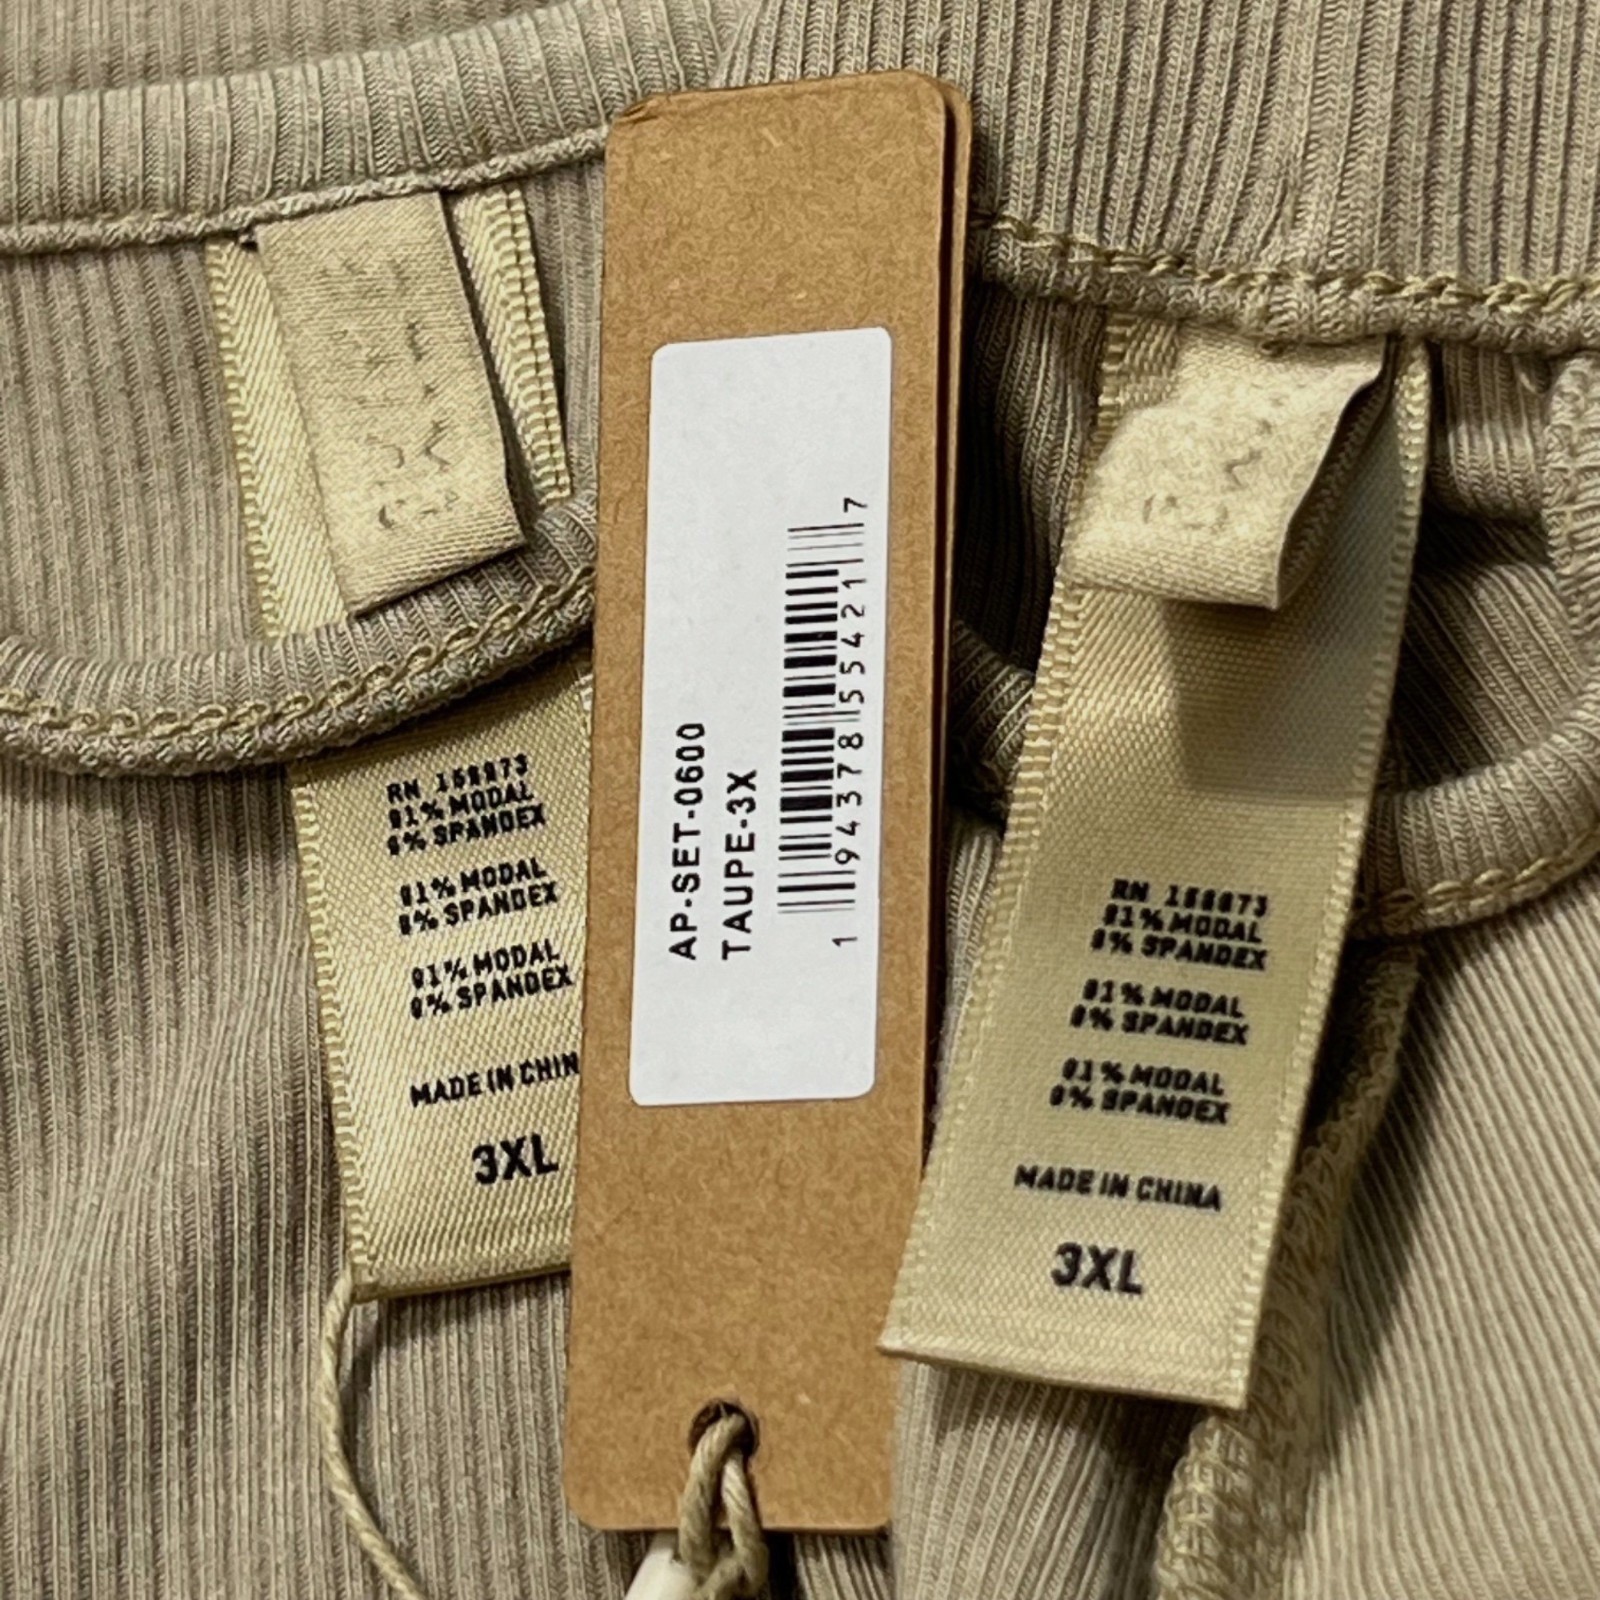 RN 158873
91% MODAL
9% SPANDEX
91% MODAL
9% SPANDEX
91% MODAL
9% SPANDEX
MADE IN CHIN
3XL
AP-SET-0600
TAUPE-3X
1 94378 55421 7
RN 158873
91% MODAL
9% SPANDEX
91% MODAL
9% SPANDEX
91% MODAL
9% SPANDEX
MADE IN CHINA
3XL